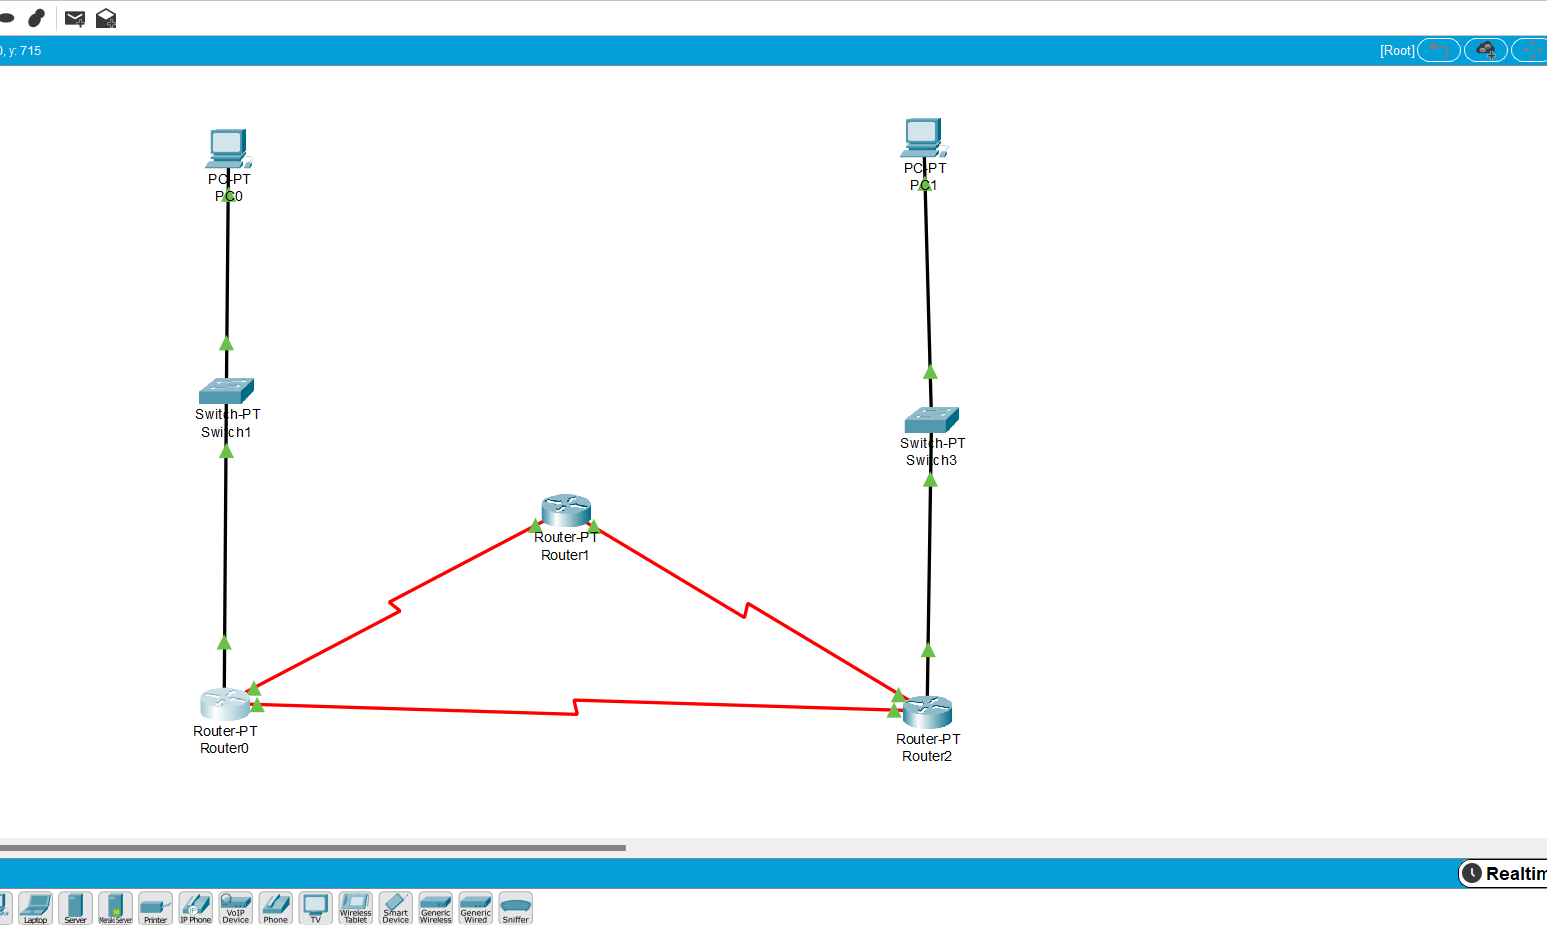 ), y: 715
[Root]
PC-PT
PC0
PC-PT
PC1
Switch-PT
Switch1
Switch-PT
Switch3
Router-PT
Router1
Router-PT
Router0
Router-PT
Router2
Realtim
Laptop
Server
Meraki Server
Printer
IP Phone
VoIP
Device
Phone
TV
Wireless
Tablet
Smart
Device
Generic
Wireless
Generic
Wired
Sniffer